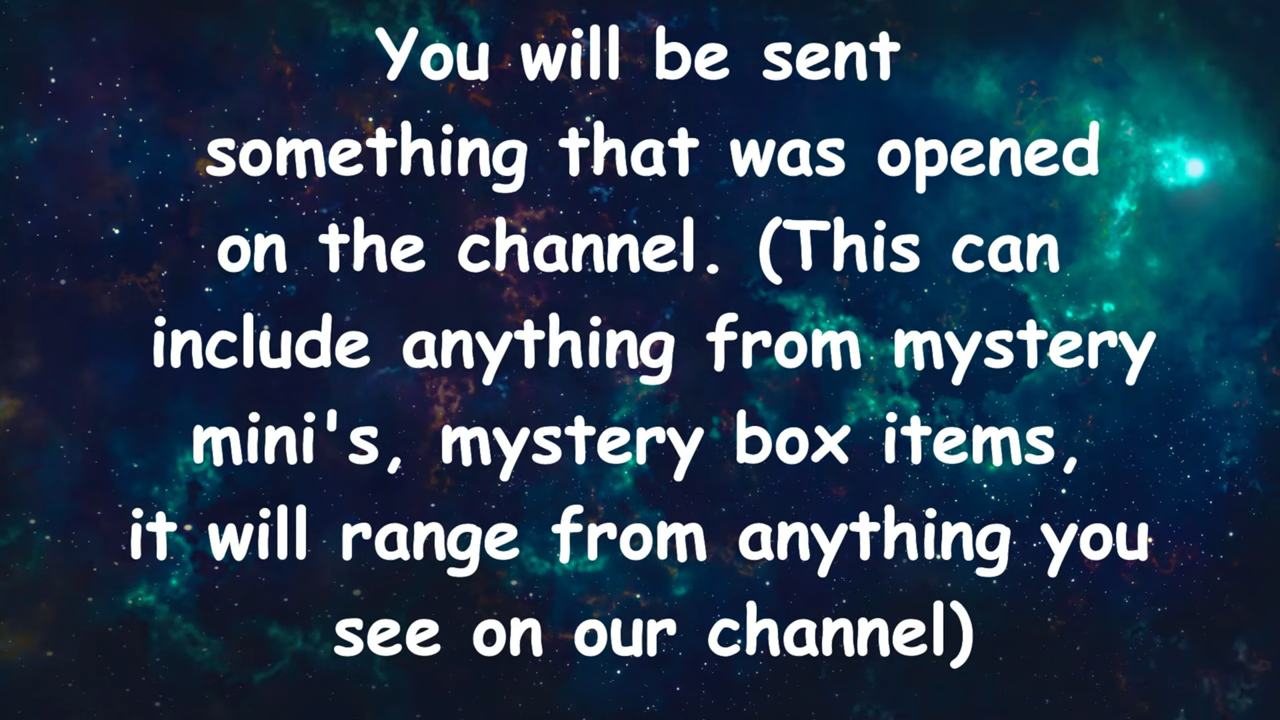 You will be sent
something that was opened
on the channel. (This can
include anything from mystery
mini's, mystery box items,
it will range from anything you
see on our channel)